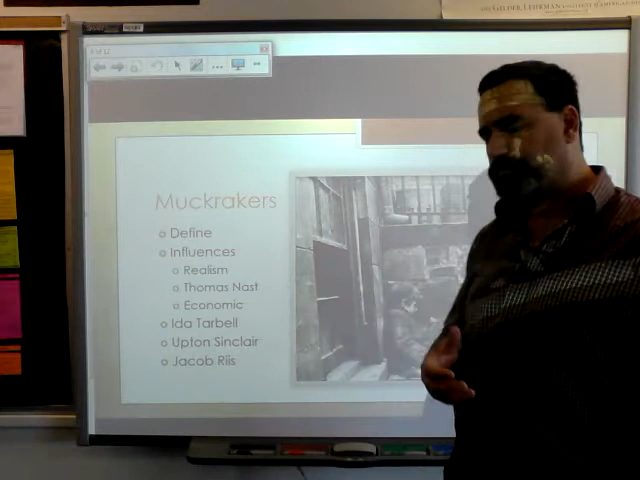 Muckrakers
Define
Influences
Realism
Thomas Nast
Economic
Ida Tarbell
Upton Sinclair
Jacob Riis